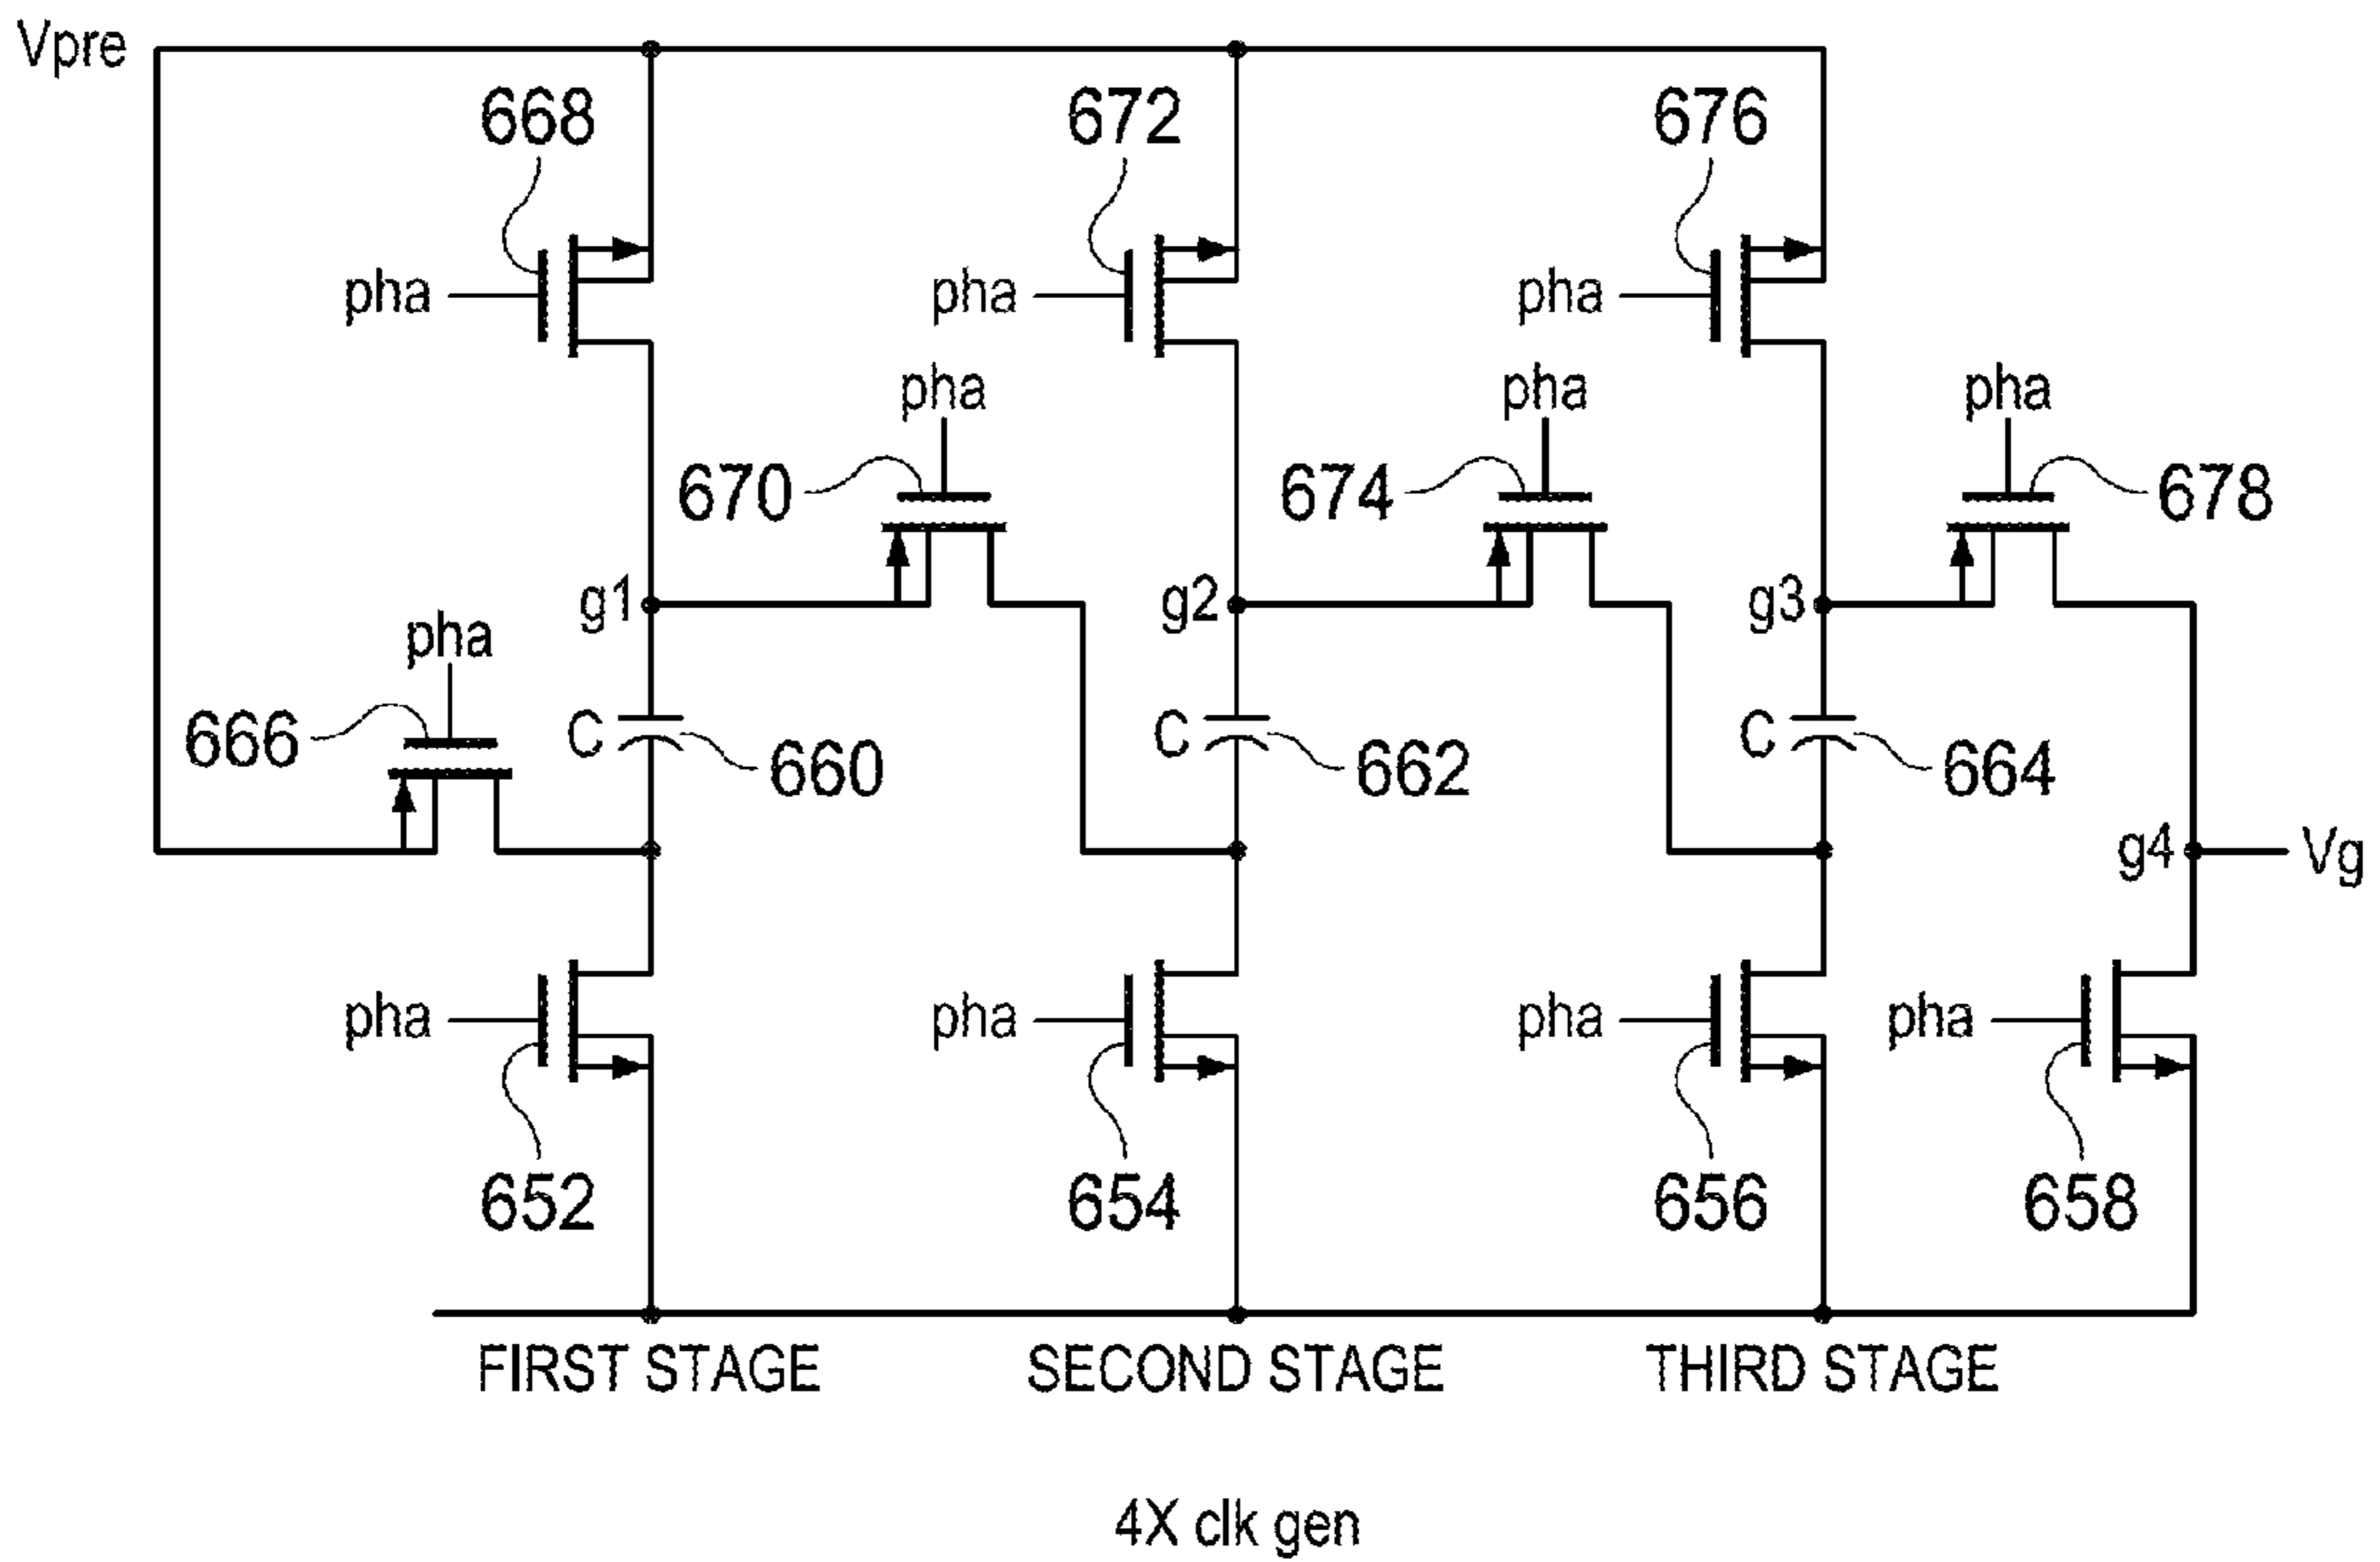 Vpre
668
672
676
pha
pha
pha
pha
pha
pha
670
674
678
g1
g2
g3
pha
666
C
660
C
662
C
664
g4
Vg
pha
pha
pha
pha
652
654
656
658
FIRST STAGE
SECOND STAGE
THIRD STAGE
4X clk gen